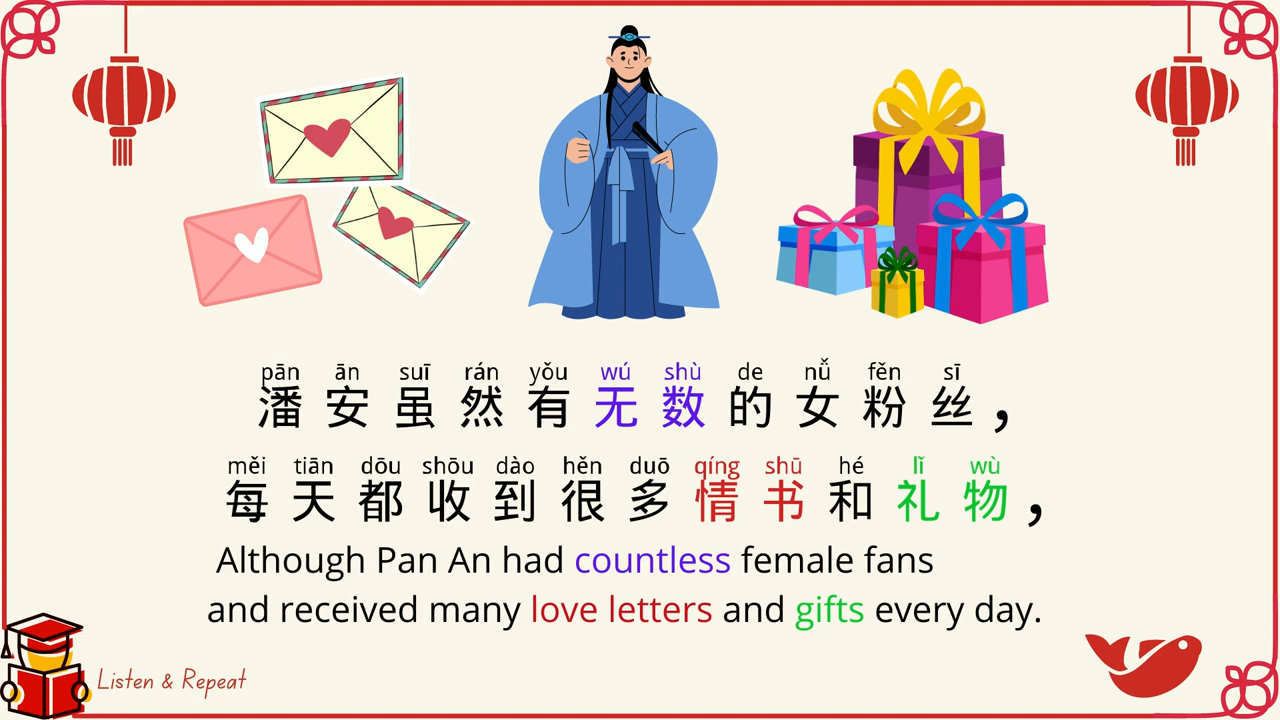 pān ān suī rán yǒu wú shù de nǚ fěn sī
潘安虽然有无数的女粉丝，
měi tiān dōu shōu dào hěn duō qíng shū hé lǐ wù
每天都收到很多情书和礼物，
Although Pan An had countless female fans
and received many love letters and gifts every day.
Listen & Repeat